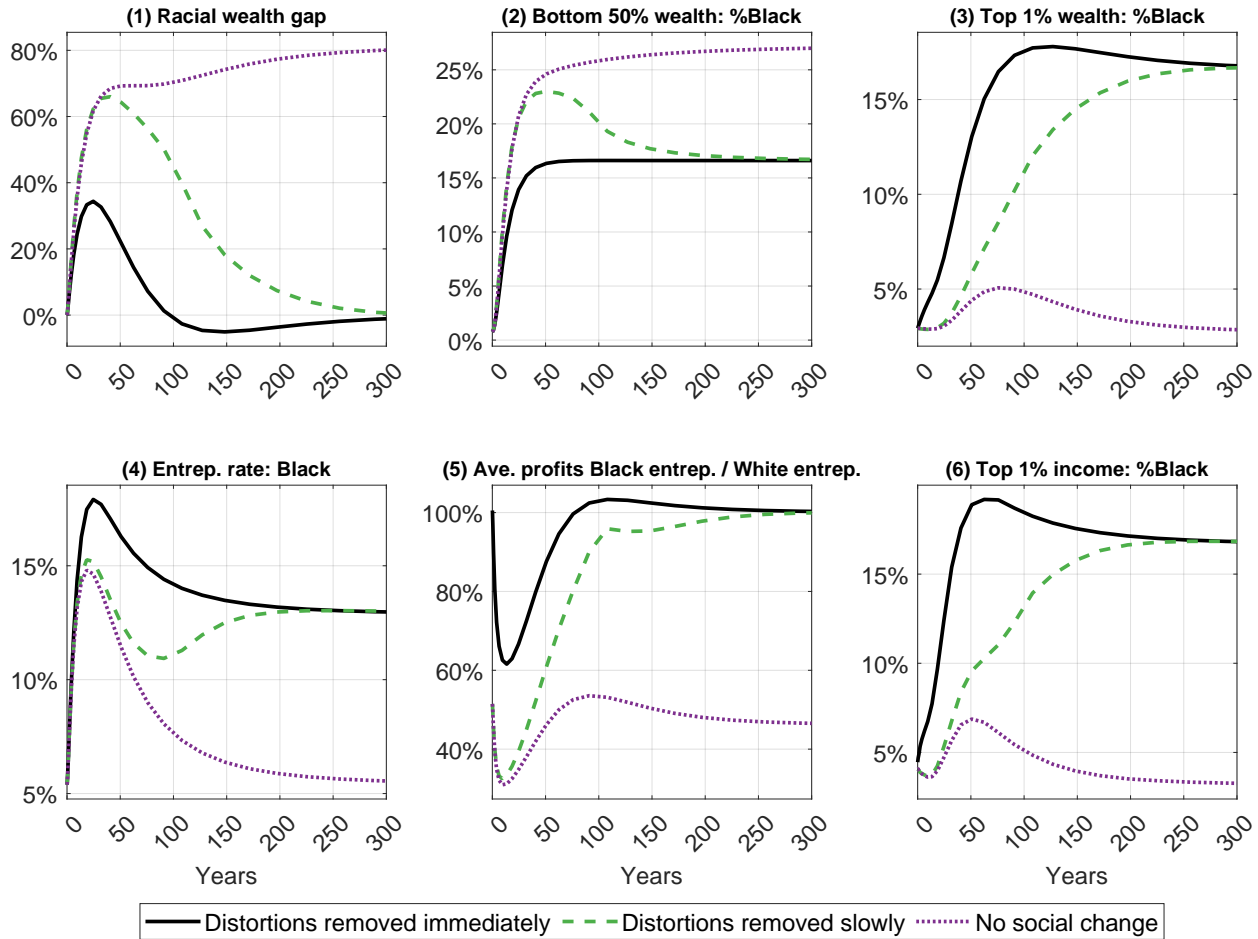 (1) Racial wealth gap
80%
60%
40%
20%
0%
0 50 100 150 200 250 300
(2) Bottom 50% wealth: %Black
25%
20%
15%
10%
5%
0%
0 50 100 150 200 250 300
(3) Top 1% wealth: %Black
15%
10%
5%
0 50 100 150 200 250 300
(4) Entrep. rate: Black
15%
10%
5%
0 50 100 150 200 250 300
Years
(5) Ave. profits Black entrep. / White entrep.
100%
80%
60%
40%
0 50 100 150 200 250 300
Years
(6) Top 1% income: %Black
15%
10%
5%
0 50 100 150 200 250 300
Years
Distortions removed immediately Distortions removed slowly No social change